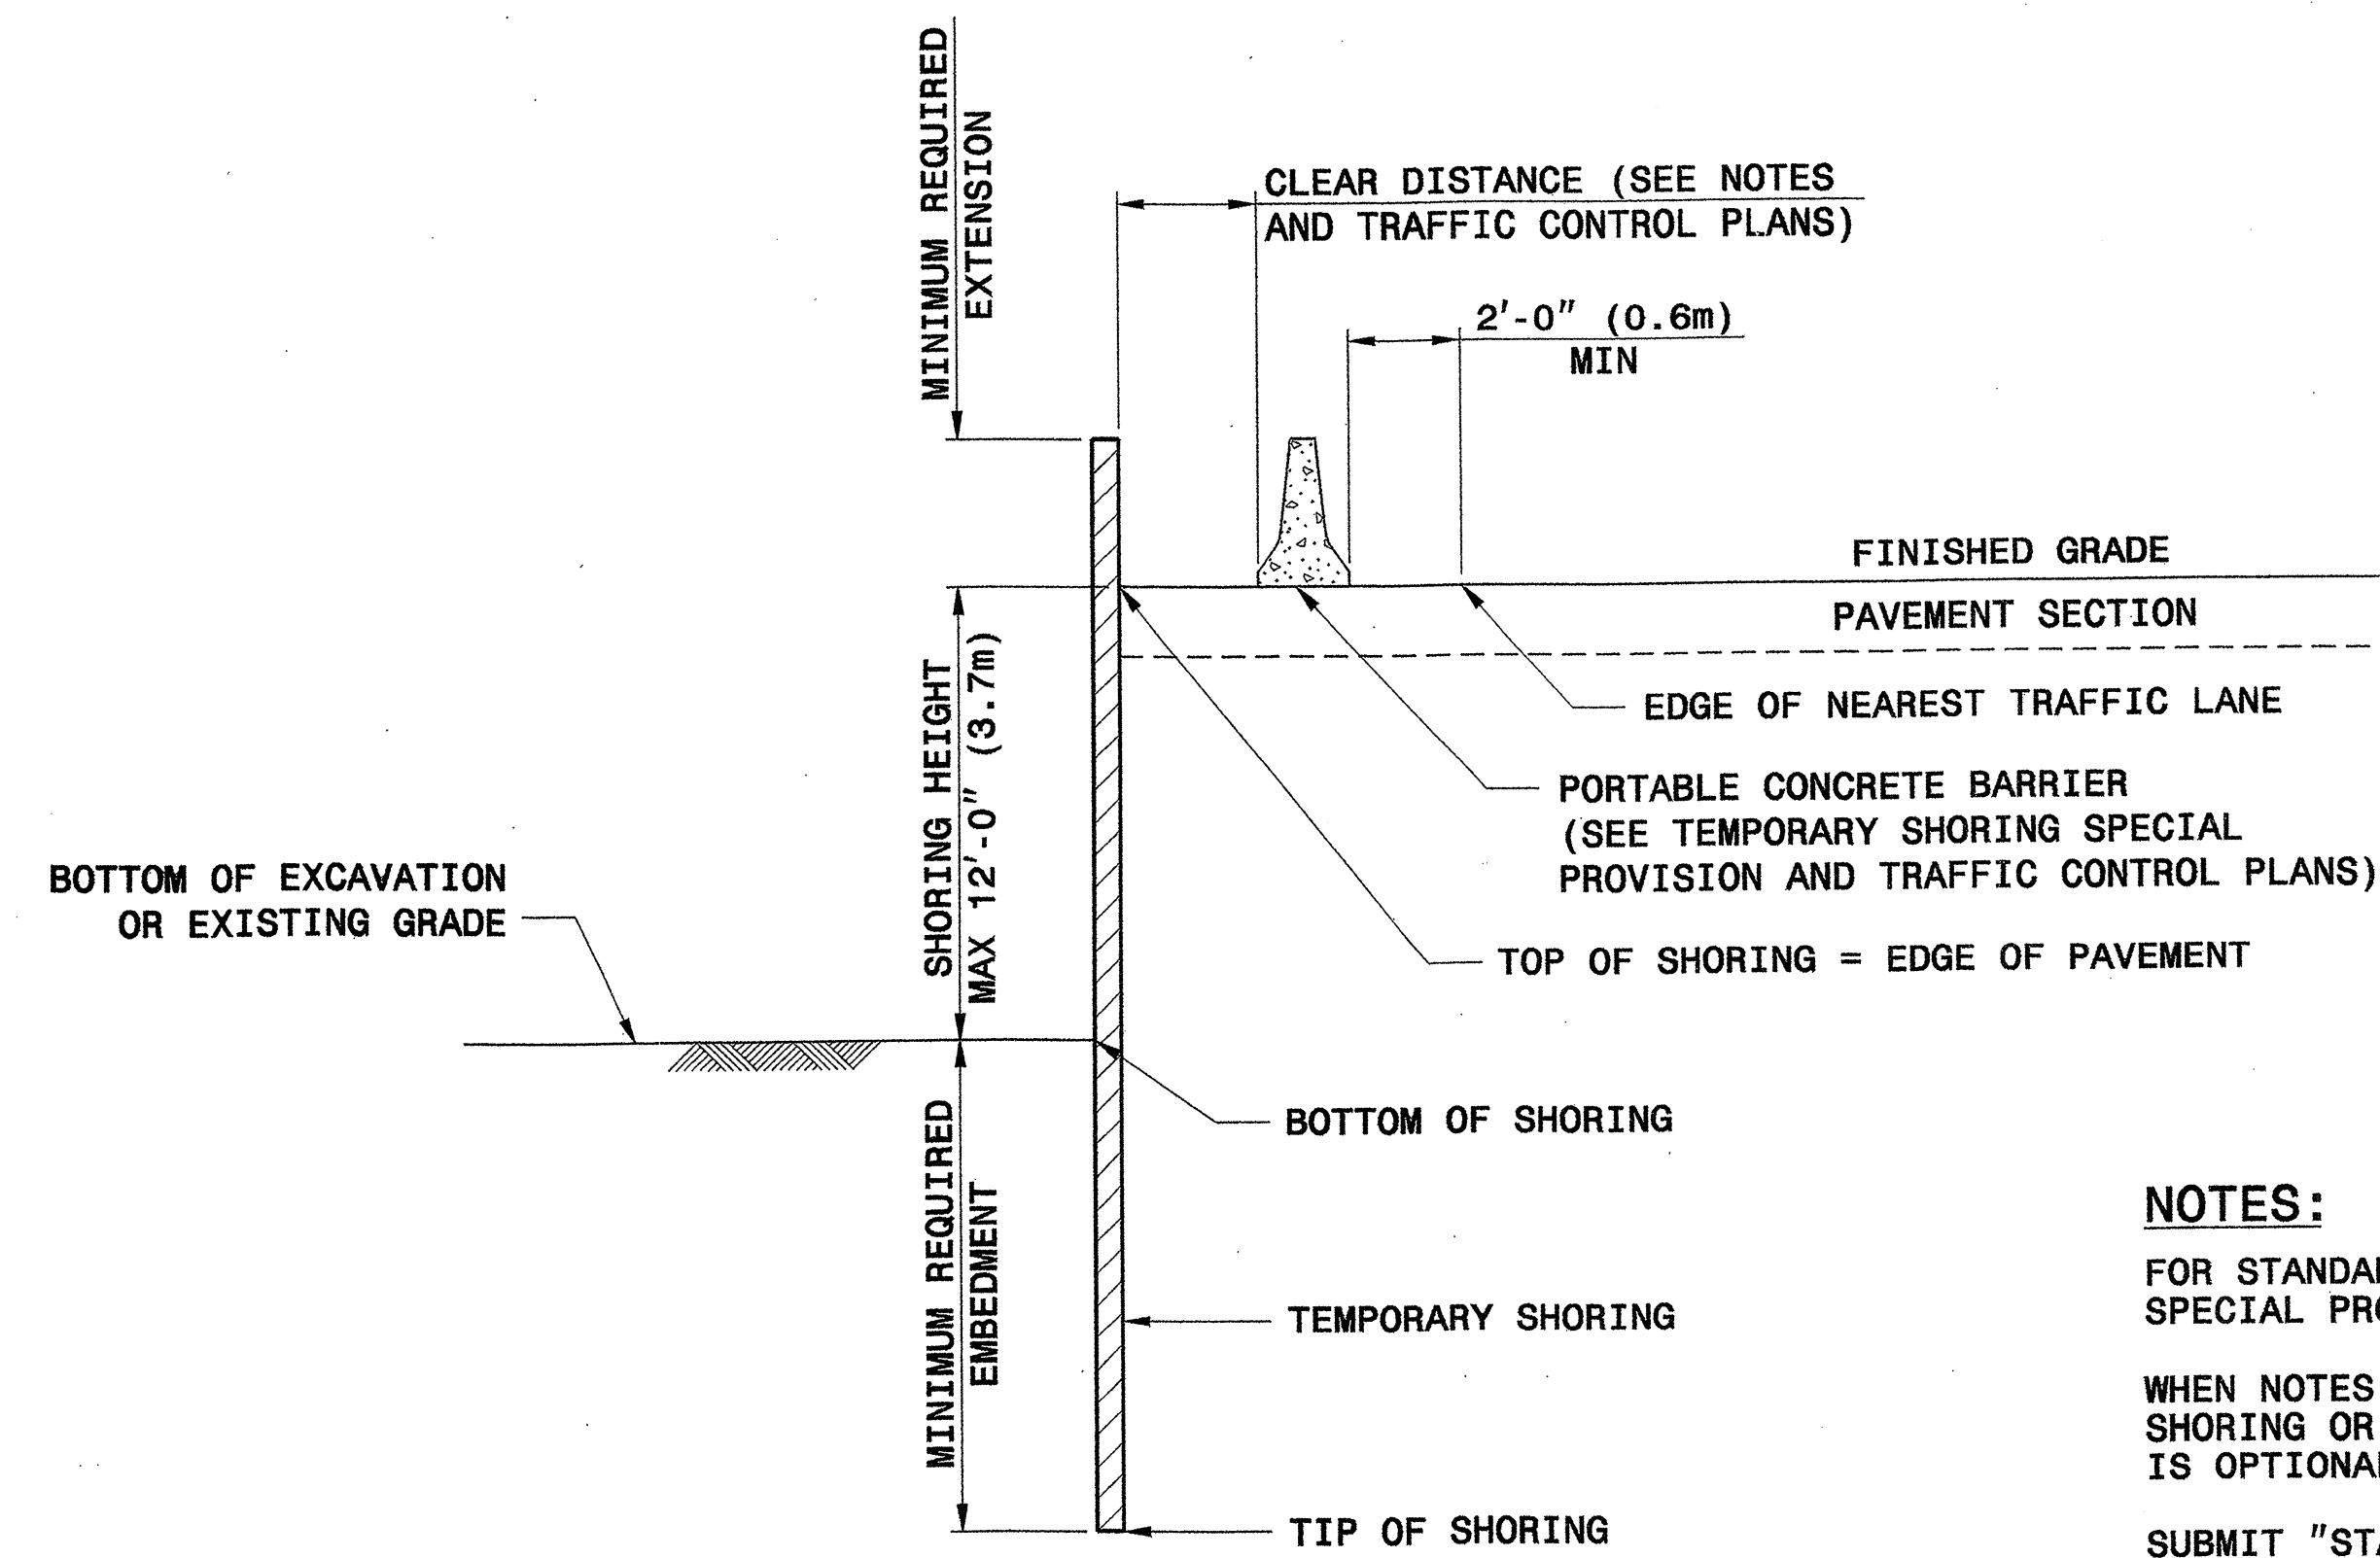 MINIMUM REQUIRED
EXTENSION
CLEAR DISTANCE (SEE NOTES
AND TRAFFIC CONTROL PLANS)
2'-0" (0.6m)
MIN
FINISHED GRADE
PAVEMENT SECTION
EDGE OF NEAREST TRAFFIC LANE
SHORING HEIGHT
MAX 12'-0" (3.7m)
PORTABLE CONCRETE BARRIER
(SEE TEMPORARY SHORING SPECIAL
PROVISION AND TRAFFIC CONTROL PLANS)
BOTTOM OF EXCAVATION
OR EXISTING GRADE
TOP OF SHORING = EDGE OF PAVEMENT
BOTTOM OF SHORING
MINIMUM REQUIRED
EMBEDMENT
TEMPORARY SHORING
TIP OF SHORING
NOTES:
FOR
SPECIAL
WHEN NOTES
SHORING OR
IS
SUBMIT